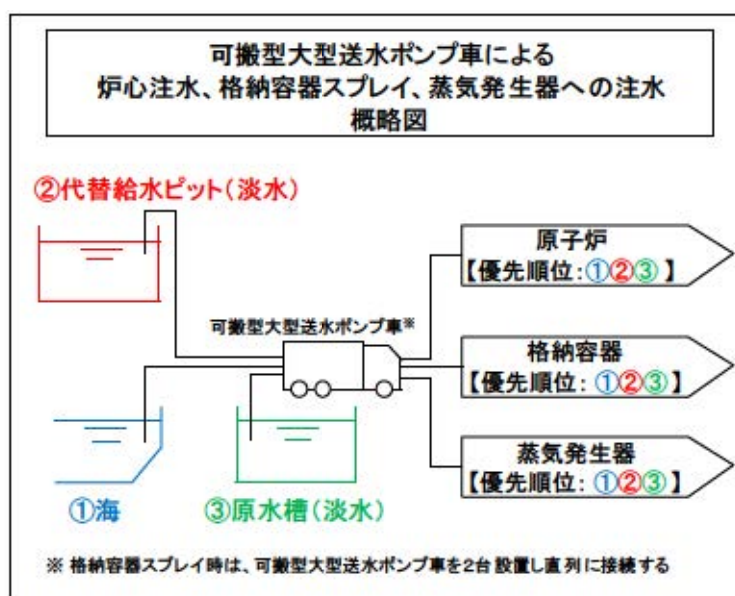 可搬型大型送水ポンプ車による
炉心注水、格納容器スプレイ、蒸気発生器への注水
概略図
②代替給水ピット(淡水)
原子炉
【優先順位:①②③】
可搬型大型送水ポンプ車※
格納容器
【優先順位: ①②③】
蒸気発生器
【優先順位: ①②③】
①海
③原水槽(淡水)
※ 格納容器スプレイ時は、可搬型大型送水ポンプ車を2台設置し直列に接続する